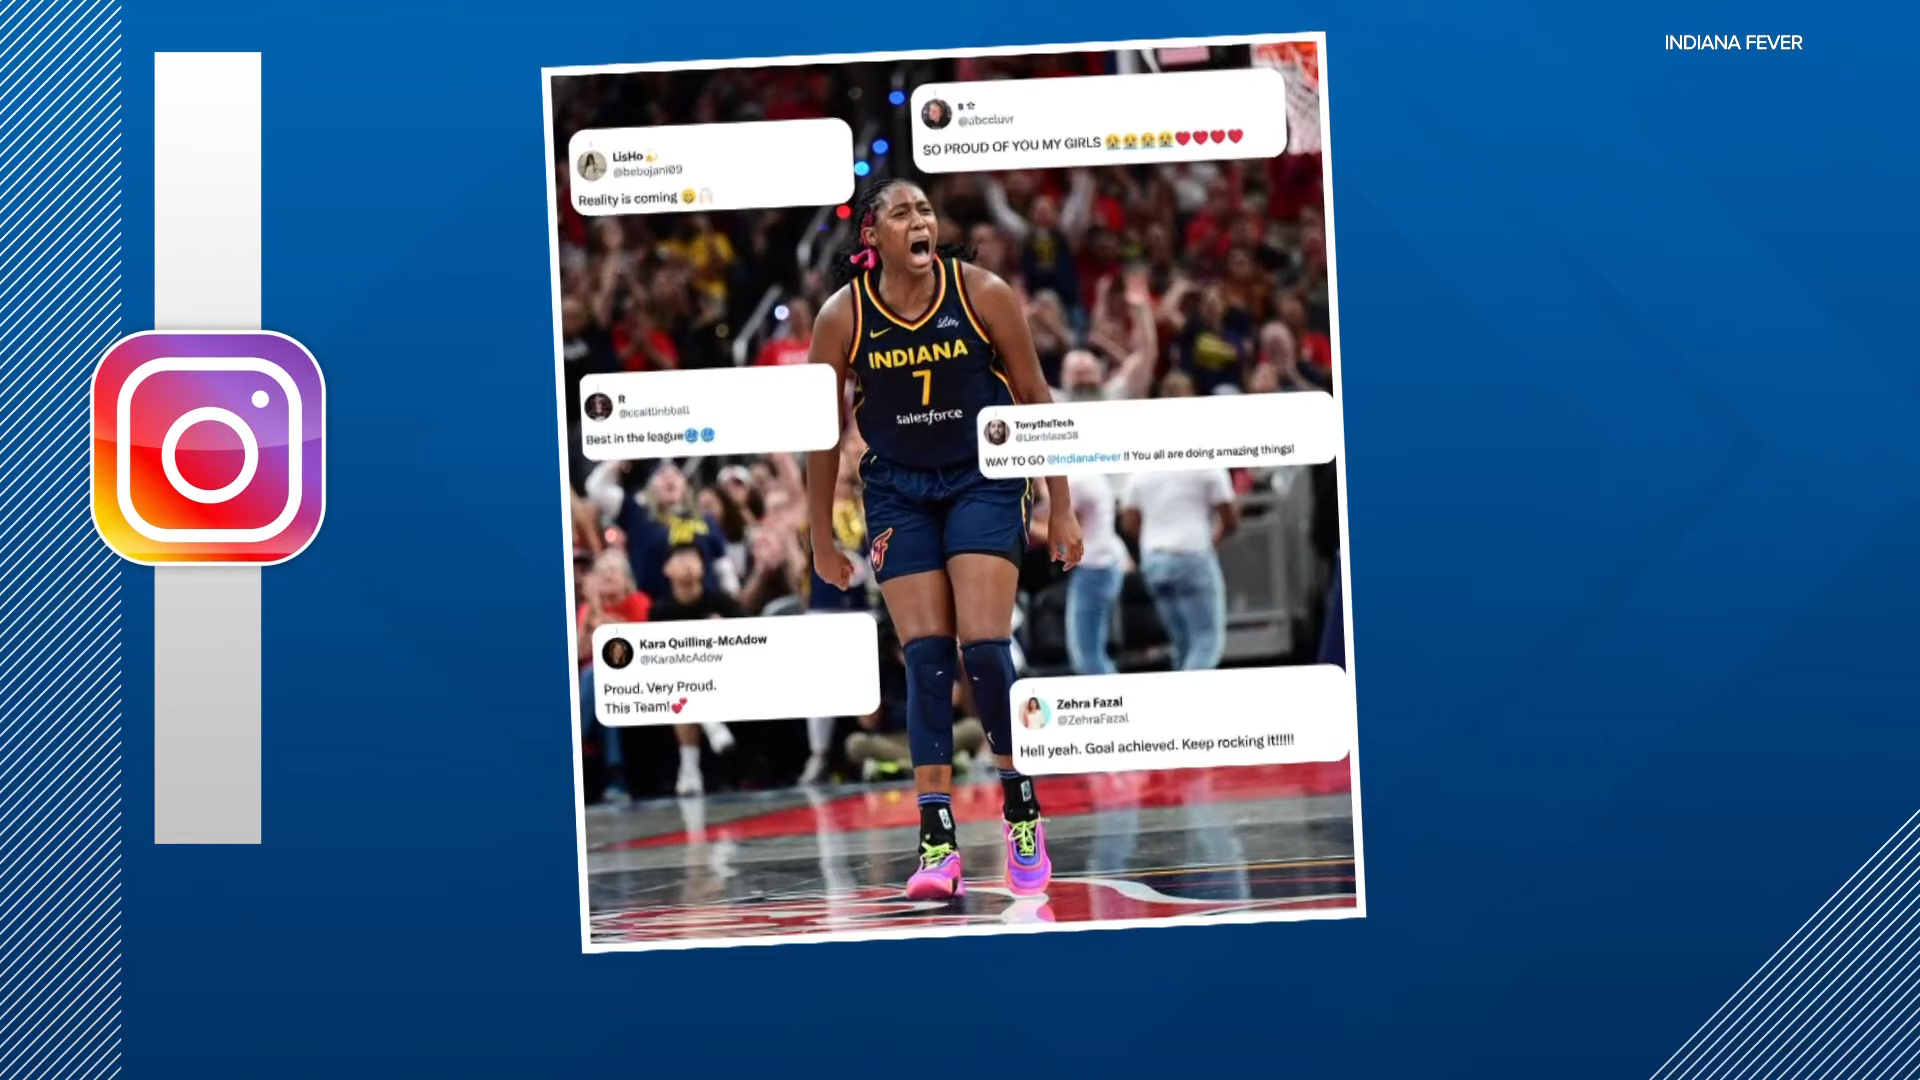 INDIANA FEVER
s ☆
@abccluvr
SO PROUD OF YOU MY GIRLS 😭😭😭😭❤️❤️❤️❤️
LisHo💫
@bebojani09
Reality is coming
INDIANA
7
salesforce
R
@ccaitlinbball
Best in the league
TonytheTech
@Lionblaze38
WAY TO GO @IndianaFever !! You all are doing amazing things!
Kara Quilling-McAdow
@KaraMcAdow
Proud. Very Proud.
This Team!💕
Zehra Fazal
@ZehraFazal
Hell yeah. Goal achieved. Keep rocking it!!!!!